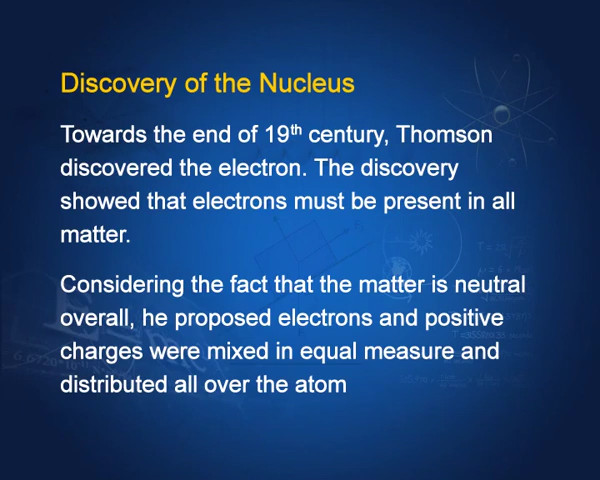 Discovery of the Nucleus
Towards the end of 19th century, Thomson
discovered the electron. The discovery
showed that electrons must be present in all
matter.
Considering the fact that the matter is neutral
overall, he proposed electrons and positive
charges were mixed in equal measure and
distributed all over the atom